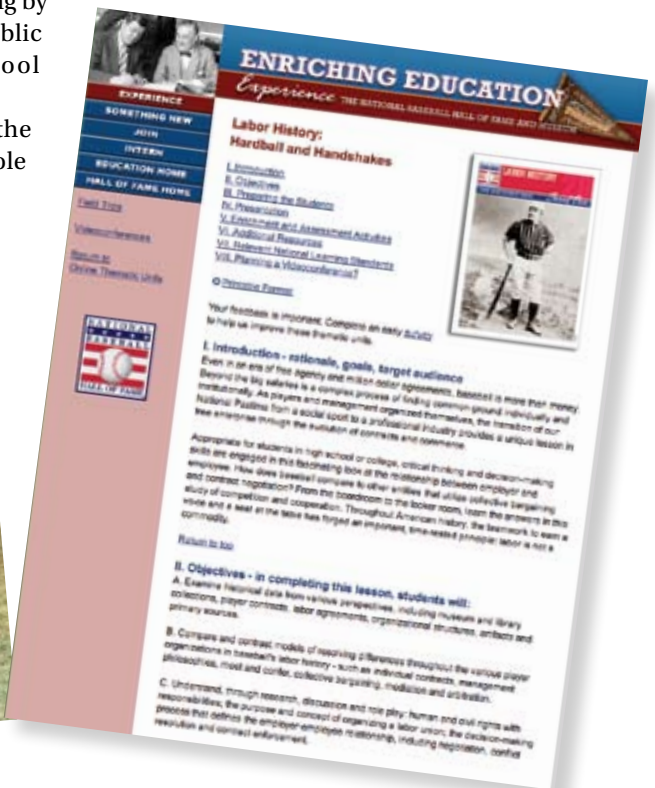 g by
blic
ool
the
ole
ENRICHING EDUCATION
Experience THE NATIONAL BASEBALL HALL OF FAME AND MUSEUM
EXPERIENCE
SOMETHING NEW
JOIN
INTERN
EDUCATION HOME
HALL OF FAME HOME
Field Trips
Videoconferences
Return to
Online Thematic Units
NATIONAL
BASEBALL
HALL OF FAME
Labor History:
Hardball and Handshakes
I. Introduction
II. Objectives
III. Preparing the Students
IV. Presentation
V. Enrichment and Assessment Activities
VI. Additional Resources
VII. Relevant National Learning Standards
VIII. Planning a Videoconference?
Printable Format
LABOR HISTORY
Your feedback is important. Complete an easy survey
to help us improve these thematic units.
I. Introduction - rationale, goals, target audience
Even in an era of free agency and million dollar agreements, baseball is more than money.
Beyond the big salaries is a complex process of finding common ground individually and
institutionally. As players and management organized themselves, the transition of our
National Pastime from a social sport to a professional industry provides a unique lesson in
free enterprise through the evolution of contracts and commerce.
Appropriate for students in high school or college, critical thinking and decision-making
skills are engaged in this fascinating look at the relationship between employer and
employee. How does baseball compare to other entities that utilize collective bargaining
and contract negotiation? From the boardroom to the locker room, learn the answers in this
study of competition and cooperation. Throughout American history, the teamwork to earn a
voice and a seat at the table has forged an important, time-tested principle: labor is not a
commodity.
Return to top
II. Objectives - in completing this lesson, students will:
A. Examine historical data from various perspectives, including museum and library
collections, player contracts, labor agreements, organizational structures, artifacts and
primary sources.
B. Compare and contrast models of resolving differences throughout the various player
organizations in baseball's labor history - such as individual contracts, management
philosophies, meet and confer, collective bargaining, mediation and arbitration.
C. Understand, through research, discussion and role play: human and civil rights with
responsibilities; the purpose and concept of organizing a labor union; the decision-making
process that defines the employer-employee relationship, including negotiation, conflict
resolution and contract enforcement.